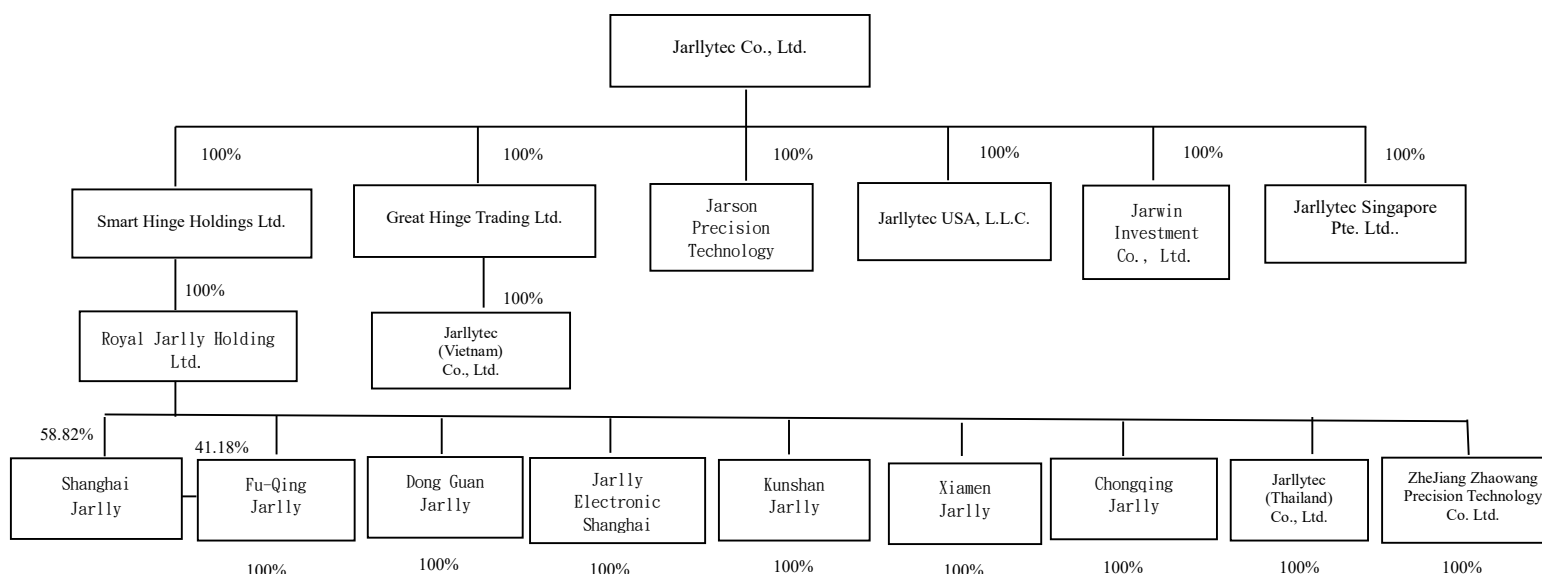 Jarllytec Co., Ltd.
100%
100%
100%
100%
100%
100%
Smart Hinge Holdings Ltd.
Great Hinge Trading Ltd.
Jarson
Precision
Technology
Jarllytec USA, L.L.C.
Jarwin
Investment
Co., Ltd.
Jarllytec Singapore
Pte. Ltd..
100%
100%
Royal Jarlly Holding
Ltd.
Jarllytec
(Vietnam)
Co., Ltd.
58.82%
41.18%
Shanghai
Jarlly
Fu-Qing
Jarlly
Dong Guan
Jarlly
Jarlly
Electronic
Shanghai
Kunshan
Jarlly
Xiamen
Jarlly
Chongqing
Jarlly
Jarllytec
(Thailand)
Co., Ltd.
ZheJiang Zhaowang
Precision Technology
Co. Ltd.
100%
100%
100%
100%
100%
100%
100%
100%